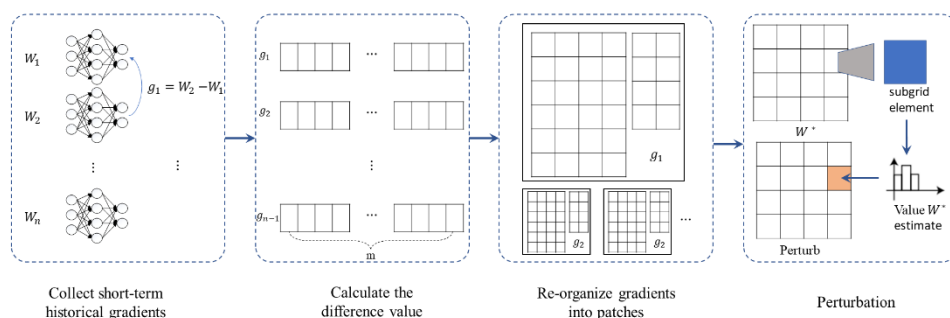 W₁
g₁ = W₂ −W₁
W₂
⋮
⋮
Wₙ
g₁
⋯
g₂
⋯
⋮
⋮
gₙ₋₁
⋯
m
g₁
g₂
g₂
⋯
W *
subgrid
element
Value W*
estimate
Perturb
Collect short-term
historical gradients
Calculate the
difference value
Re-organize gradients
into patches
Perturbation